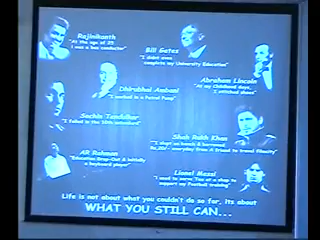 Rajinikanth
"At the age of 25
I was a bus conductor"
Bill Gates
"I didn't even
complete my University Education"
Abraham Lincoln
"At my Childhood days,
I stitched shoes"
Dhirubhai Ambani
"I worked in a Petrol Pump"
Sachin Tendulkar
"I failed in the 10th standard"
Shah Rukh Khan
"I slept on bench & borrowed
Rs.20/- everyday from A friend to travel filmcity"
AR Rahman
"Education Drop-Out & initially
a keyboard player"
Lionel Messi
"I used to serve Tea at a shop to
support my Football training"
Life is not about what you couldn't do so far, Its about
WHAT YOU STILL CAN...